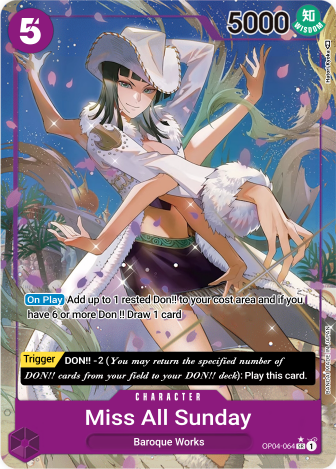 5
5000
知
WISDOM
On Play Add up to 1 rested Don!! to your cost area and if you
have 6 or more Don !! Draw 1 card
Trigger DON!! -2 (You may return the specified number of
DON!! cards from your field to your DON!! deck): Play this card.
CHARACTER
Miss All Sunday
Baroque Works
OP04-064 SR 1